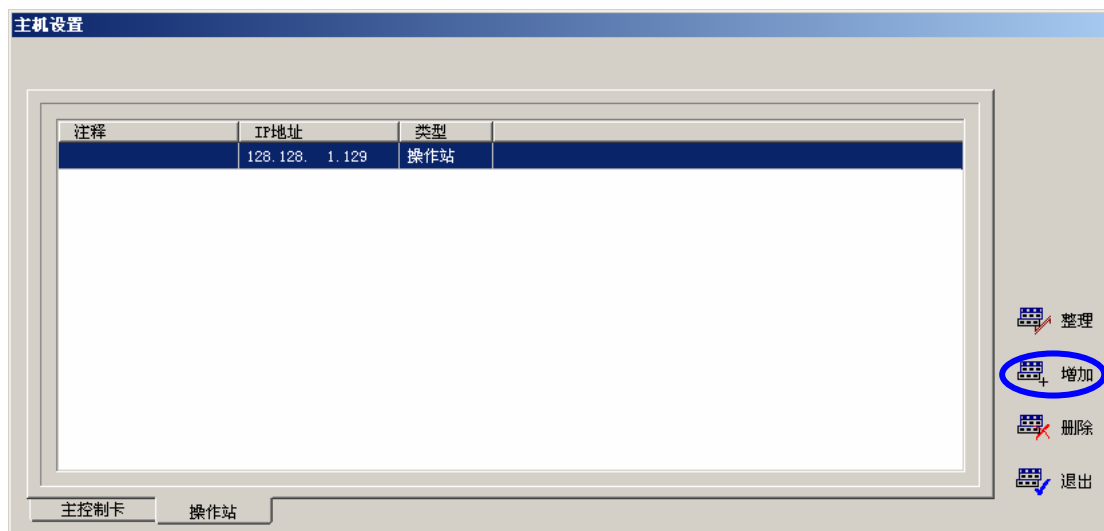 主机设置
注释 IP地址 类型
128.128.  1.129 操作站
整理
增加
删除
退出
主控制卡 操作站